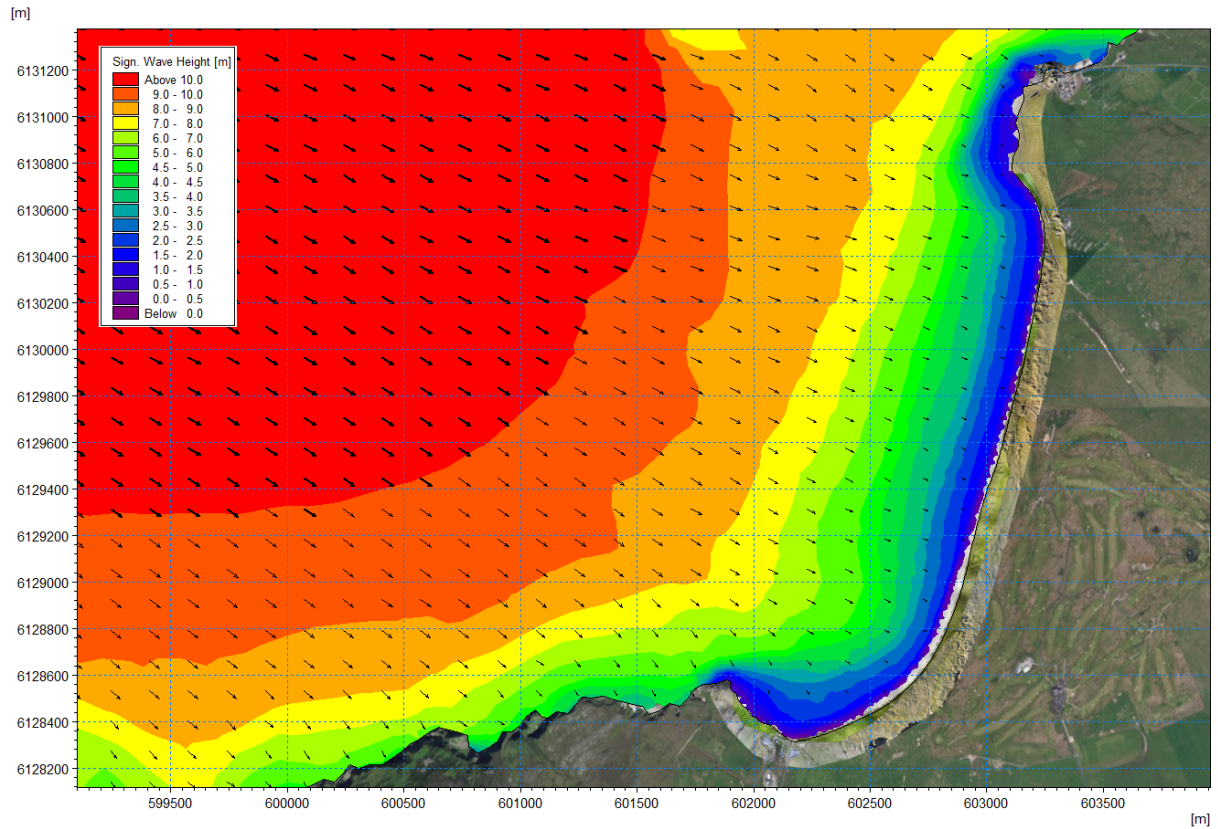 [m]
Sign. Wave Height [m]
Above 10.0
9.0 - 10.0
8.0 - 9.0
7.0 - 8.0
6.0 - 7.0
5.0 - 6.0
4.5 - 5.0
4.0 - 4.5
3.5 - 4.0
3.0 - 3.5
2.5 - 3.0
2.0 - 2.5
1.5 - 2.0
1.0 - 1.5
0.5 - 1.0
0.0 - 0.5
Below 0.0
6131200
6131000
6130800
6130600
6130400
6130200
6130000
6129800
6129600
6129400
6129200
6129000
6128800
6128600
6128400
6128200
599500 600000 600500 601000 601500 602000 602500 603000 603500
[m]